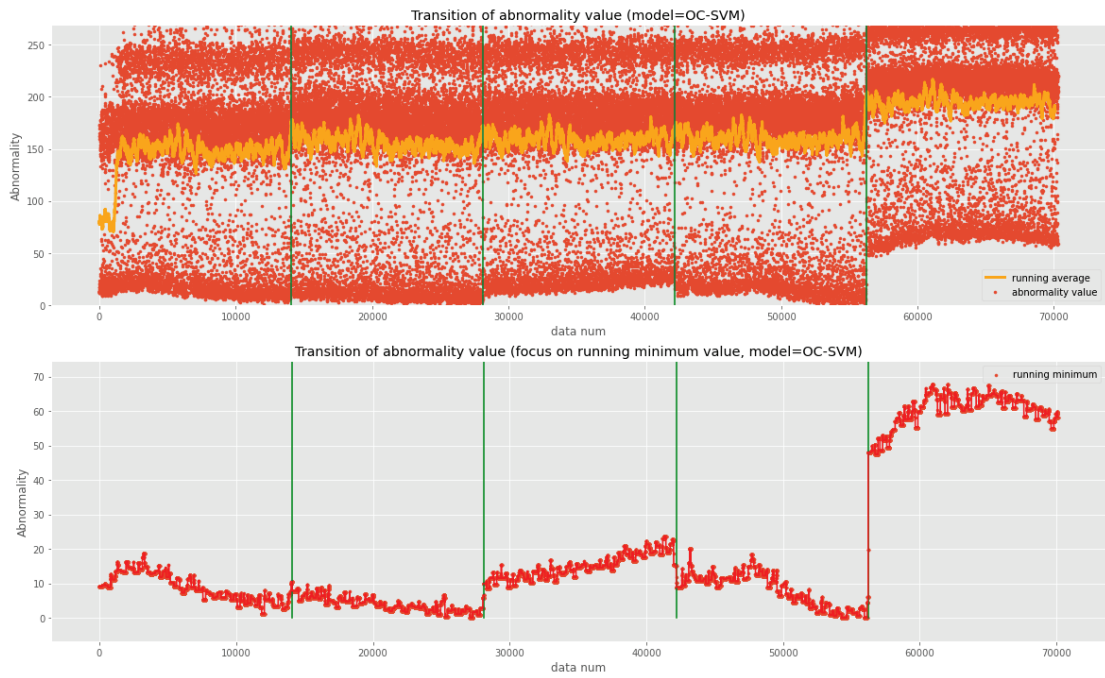 Transition of abnormality value (model=OC-SVM)
250
200
150
100
50
0
Abnormality
running average
abnormality value
0 10000 20000 30000 40000 50000 60000 70000
data num
Transition of abnormality value (focus on running minimum value, model=OC-SVM)
70
60
50
40
30
20
10
0
Abnormality
running minimum
0 10000 20000 30000 40000 50000 60000 70000
data num